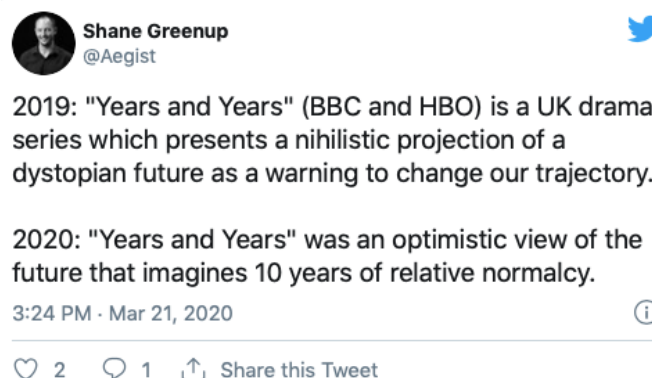 Shane Greenup
@Aegist
2019: "Years and Years" (BBC and HBO) is a UK drama
series which presents a nihilistic projection of a
dystopian future as a warning to change our trajectory.
2020: "Years and Years" was an optimistic view of the
future that imagines 10 years of relative normalcy.
3:24 PM · Mar 21, 2020
2 1 Share this Tweet